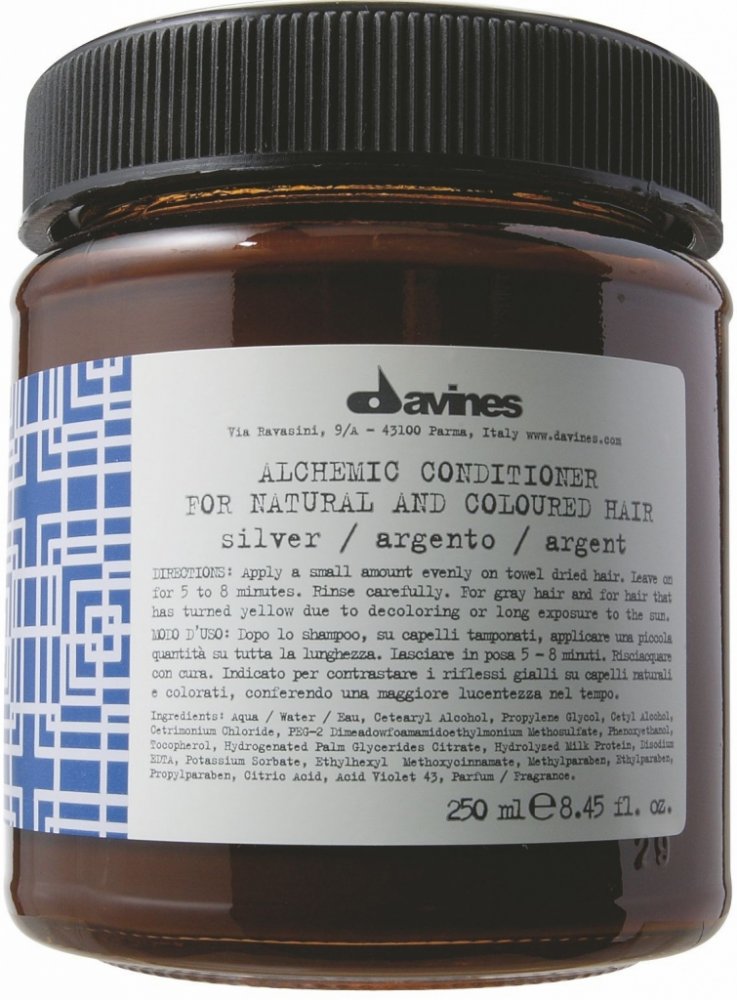 davines
Via Ravasini, 9/A - 43100 Parma, Italy www.davines.com
ALCHEMIC CONDITIONER
FOR NATURAL AND COLOURED HAIR
silver / argento / argent
DIRECTIONS: Apply a small amount evenly on towel dried hair. Leave on
for 5 to 8 minutes. Rinse carefully. For gray hair and for hair that
has turned yellow due to decoloring or long exposure to the sun.
MODO D'USO: Dopo lo shampoo, su capelli tamponati, applicare una piccola
quantità su tutta la lunghezza. Lasciare in posa 5 - 8 minuti. Risciacquare
con cura. Indicato per contrastare i riflessi gialli su capelli naturali
e colorati, conferendo una maggiore lucentezza nel tempo.
Ingredients: Aqua / Water / Eau, Cetearyl Alcohol, Propylene Glycol, Cetyl Alcohol,
Cetrimonium Chloride, PEG-2 Dimeadowfoamamidoethylmonium Methosulfate, Phenoxyethanol,
Tocopherol, Hydrogenated Palm Glycerides Citrate, Hydrolyzed Milk Protein, Disodium
EDTA, Potassium Sorbate, Ethylhexyl Methoxycinnamate, Methylparaben, Ethylparaben,
Propylparaben, Citric Acid, Acid Violet 43, Parfum / Fragrance.
250 ml e 8.45 fl. oz.